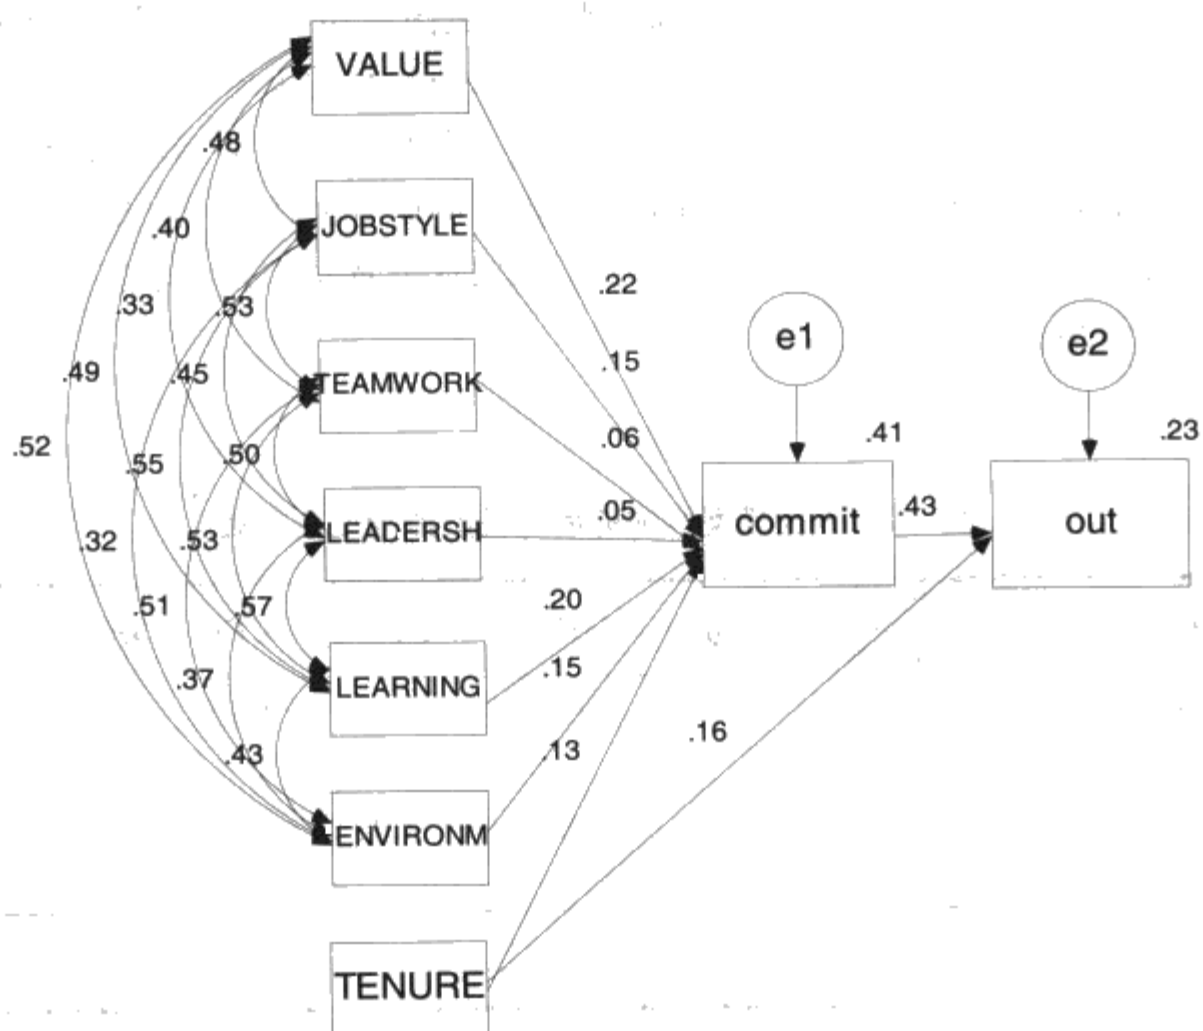 VALUE
.48
JOBSTYLE
.40
.22
.33
.53
e1
e2
.49
.45
.15
TEAMWORK
.52
.55
.50
.06
.41
.23
.32
.53
LEADERSH
.05
commit
.43
out
.51
.57
.20
.37
LEARNING
.15
.43
.13
.16
ENVIRONM
TENURE